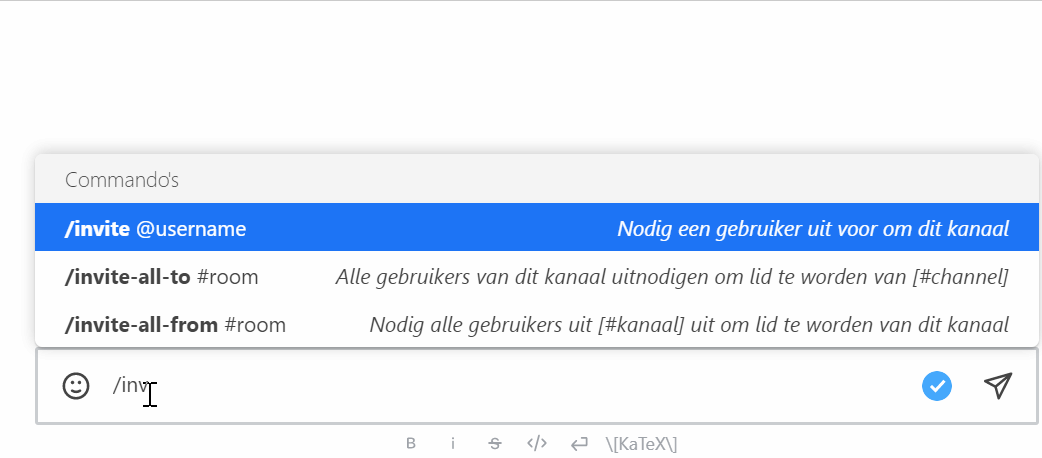 Commando's
/invite @username Nodig een gebruiker uit voor om dit kanaal
/invite-all-to #room Alle gebruikers van dit kanaal uitnodigen om lid te worden van [#channel]
/invite-all-from #room Nodig alle gebruikers uit [#kanaal] uit om lid te worden van dit kanaal
/inv
B i S </> \[KaTeX\]